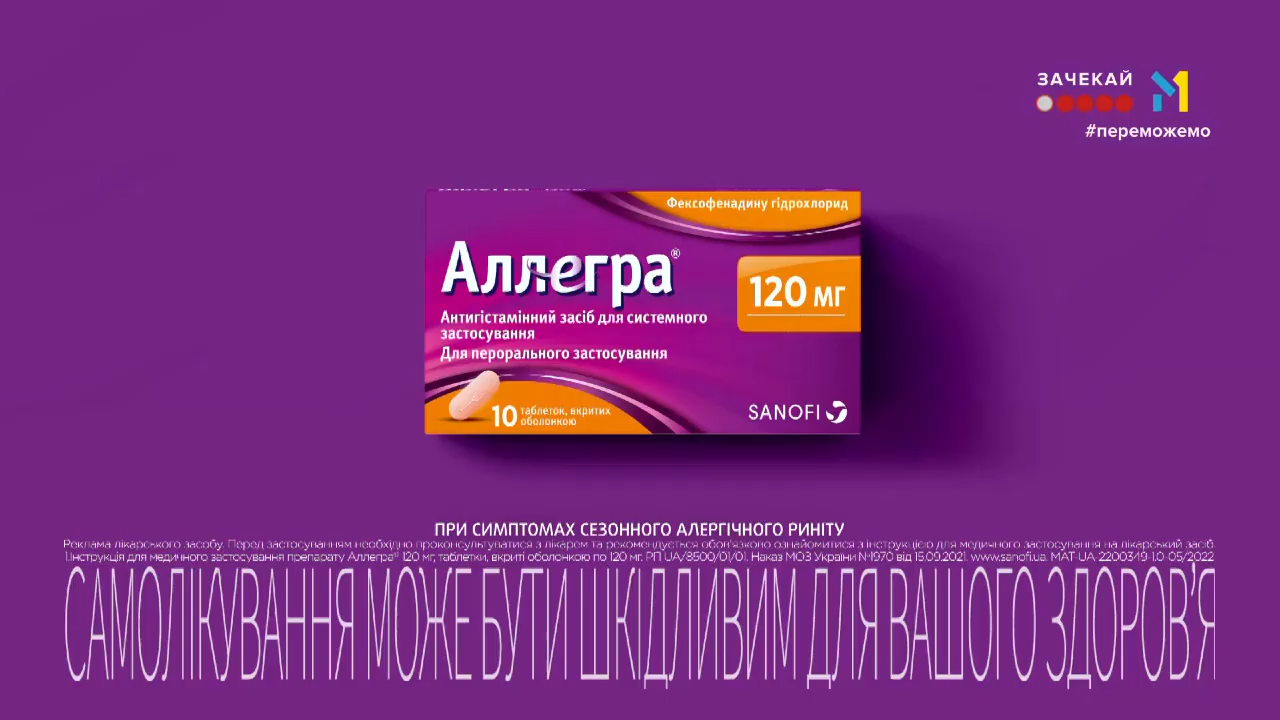 ЗАЧЕКАЙ
#переможемо
Фексофенадину гідрохлорид
Аллегра®
120 мг
Антигістамінний засіб для системного
застосування
Для перорального застосування
10 таблеток, вкритих
оболонкою
SANOFI
ПРИ СИМПТОМАХ СЕЗОННОГО АЛЕРГІЧНОГО РИНІТУ
Реклама лікарського засобу. Перед застосуванням необхідно проконсультуватися з лікарем та рекомендується обов'язково ознайомитися з інструкцією для медичного застосування на лікарський засіб.
1.Інструкція для медичного застосування препарату Аллегра® 120 мг, таблетки, вкриті оболонкою по 120 мг. РП UA/8500/01/01. Наказ МОЗ України №1970 від 15.09.2021. www.sanofi.ua. MAT-UA-2200349-1.0-05/2022
САМОЛІКУВАННЯ МОЖЕ БУТИ ШКІДЛИВИМ ДЛЯ ВАШОГО ЗДОРОВ'Я